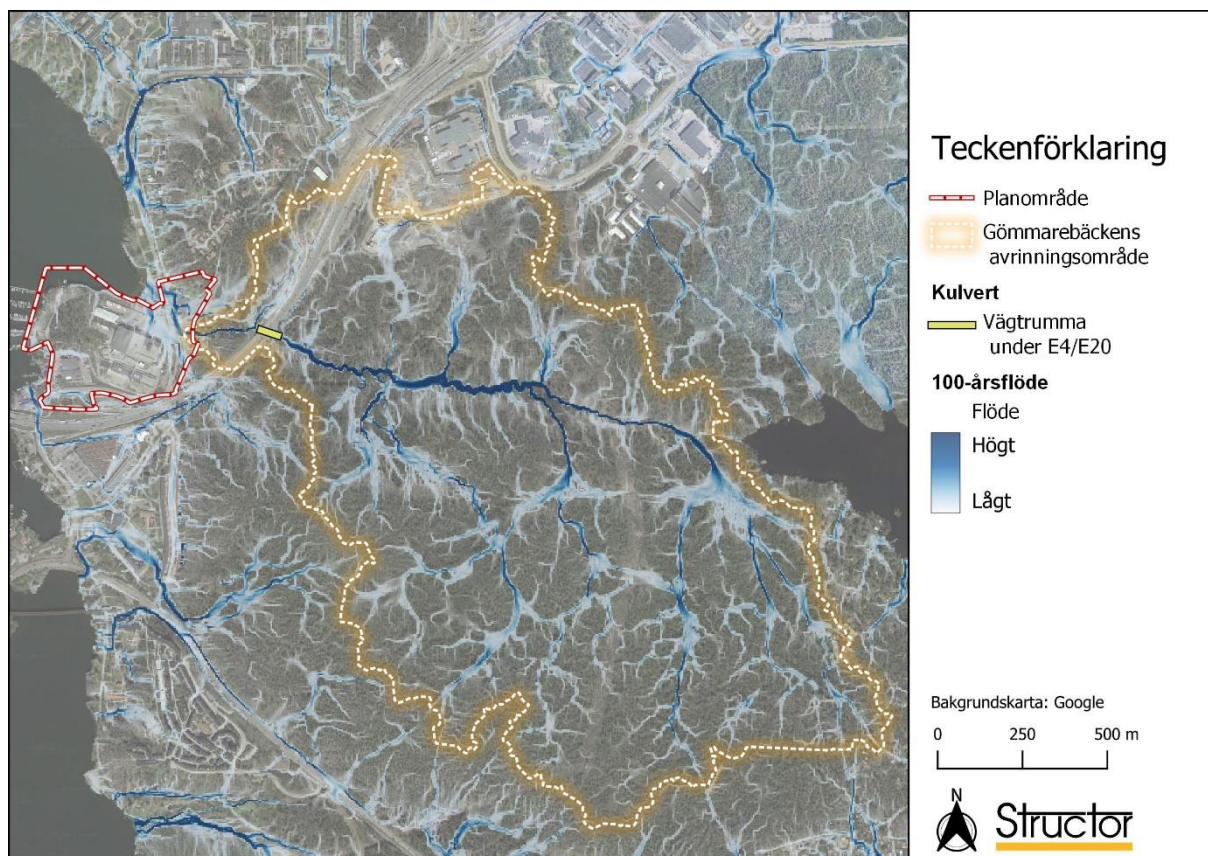 Teckenförklaring
Planområde
Gömmarebäckens
avrinningsområde
Kulvert
Vägtrumma
under E4/E20
100-årsflöde
Flöde
Högt
Lågt
Bakgrundskarta: Google
0 250 500 m
N
Structor